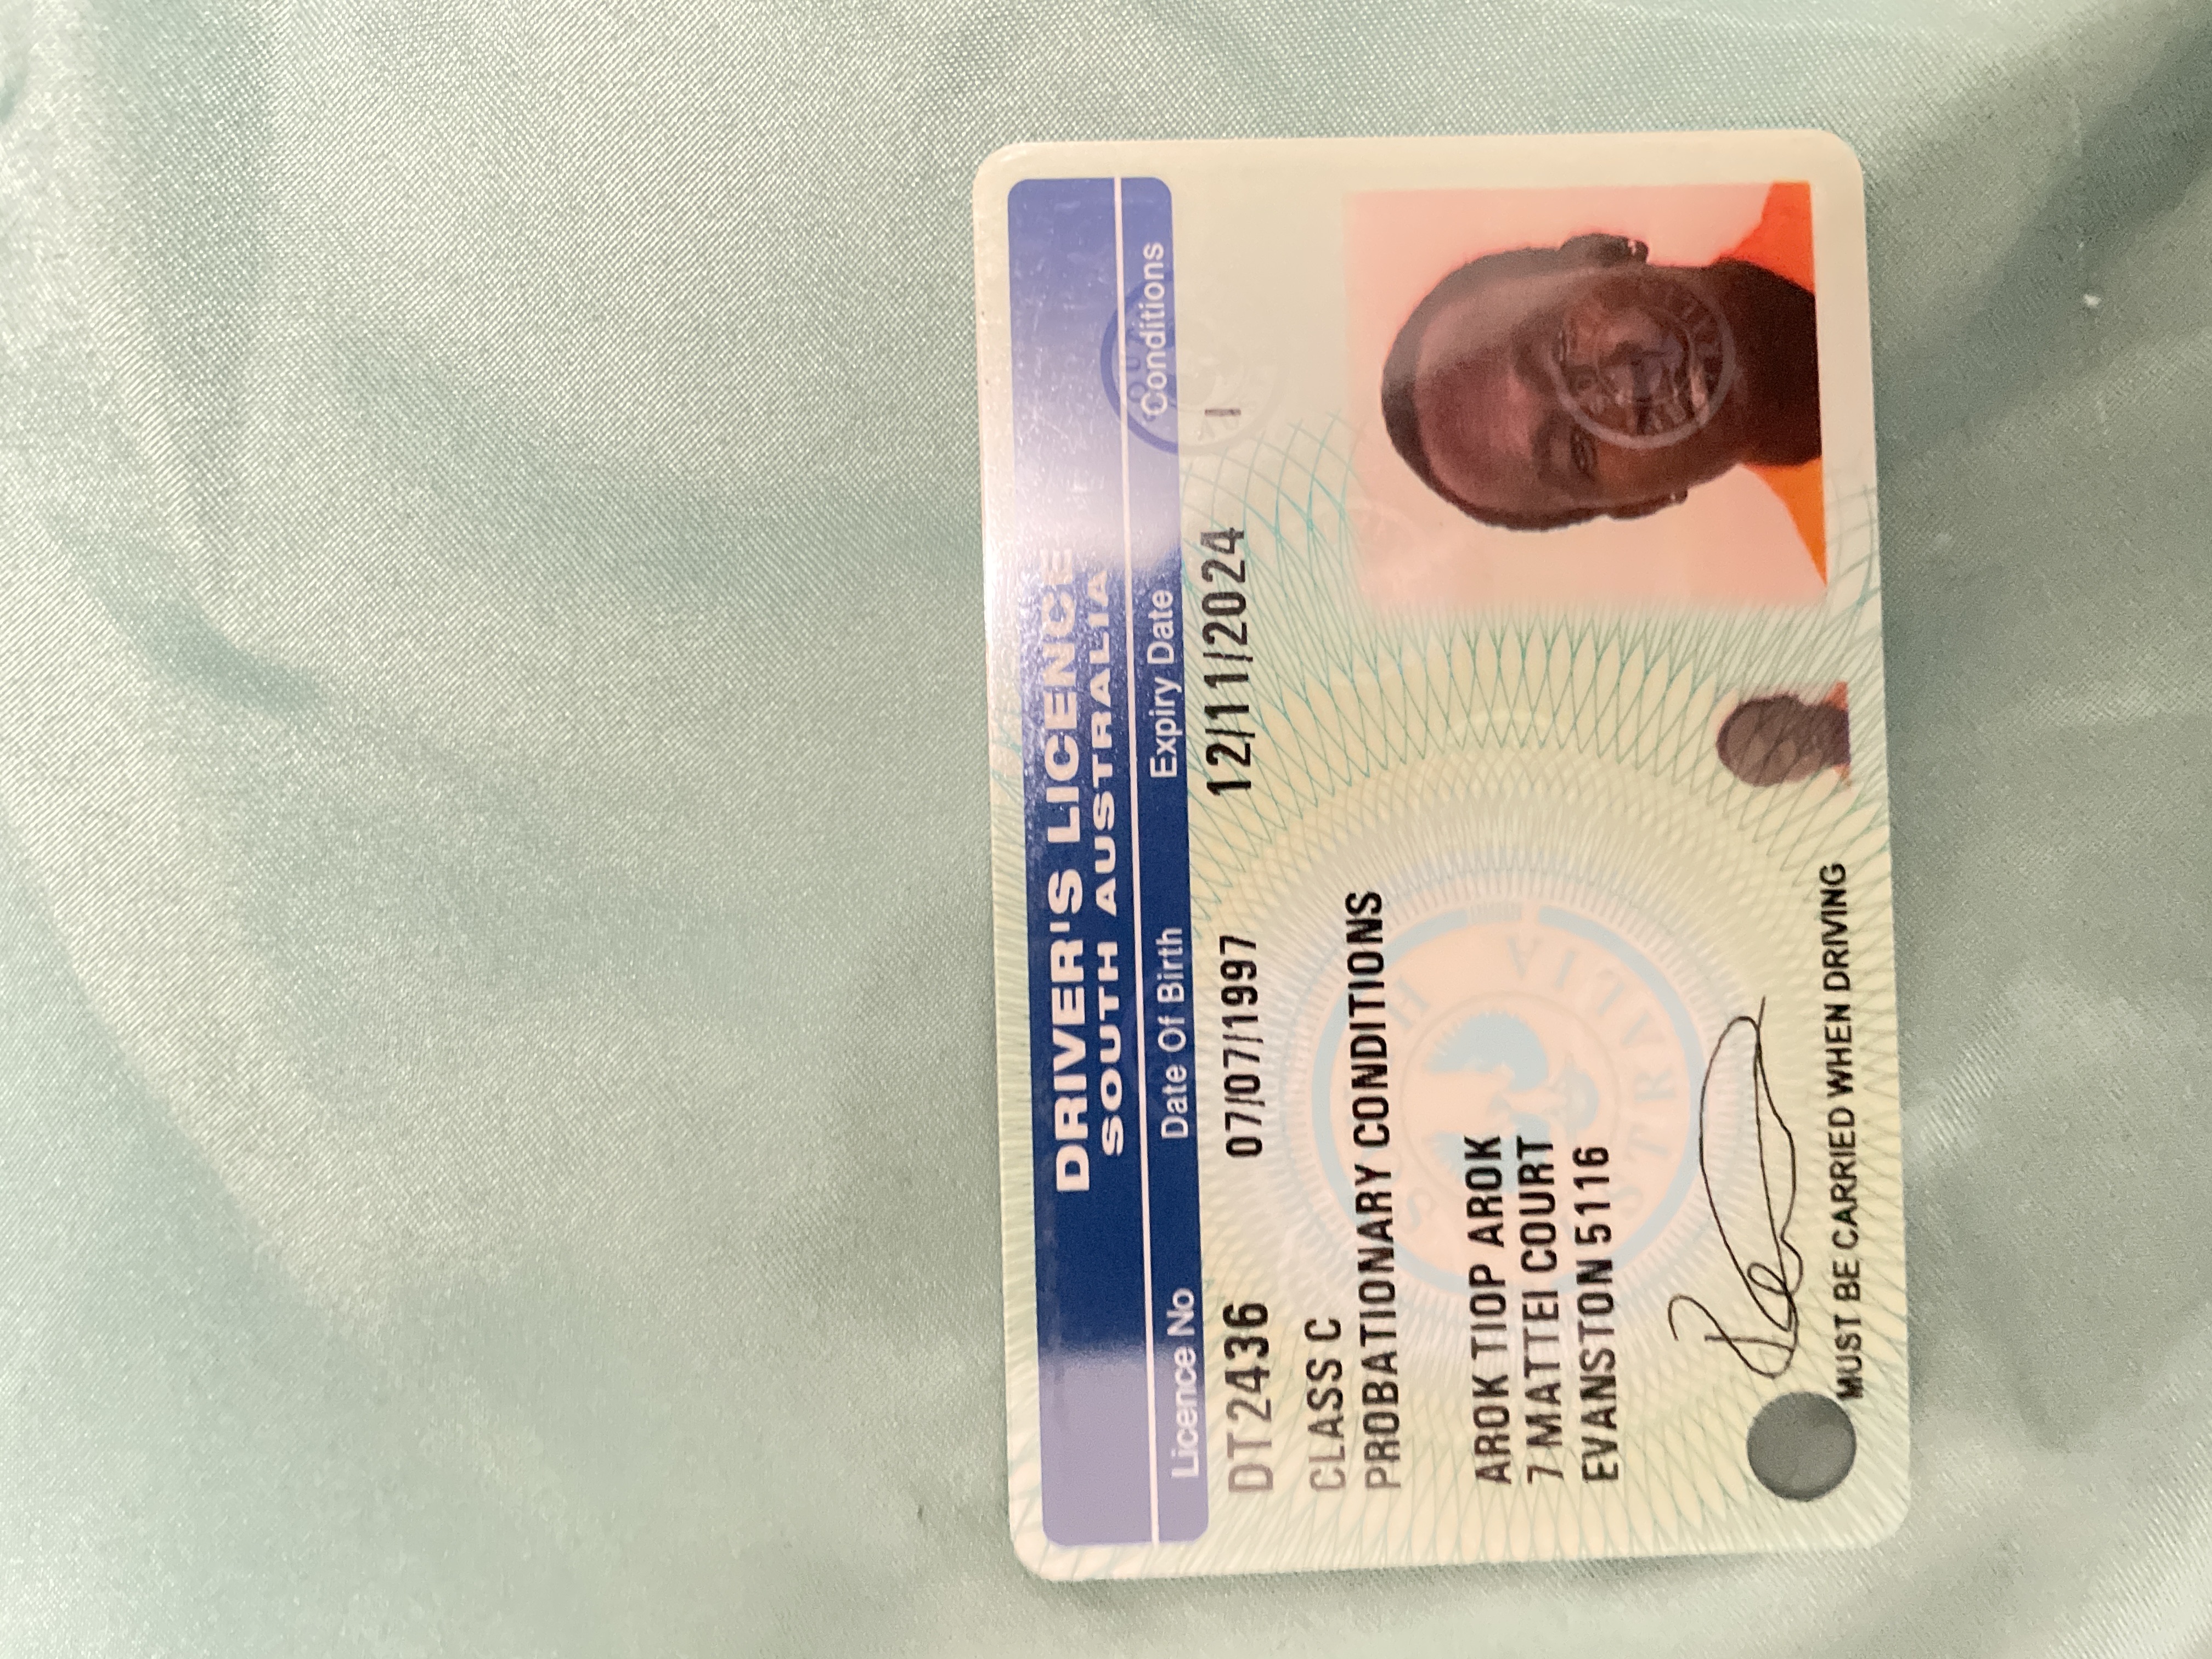 DRIVER'S LICENCE
SOUTH AUSTRALIA
Licence No Date Of Birth Expiry Date Conditions
DT2436 07/07/1997 12/11/2024 I
CLASS C
PROBATIONARY CONDITIONS
AROK TIOP AROK
7 MATTEI COURT
EVANSTON 5116
SOUTH AUSTRALIA
MUST BE CARRIED WHEN DRIVING